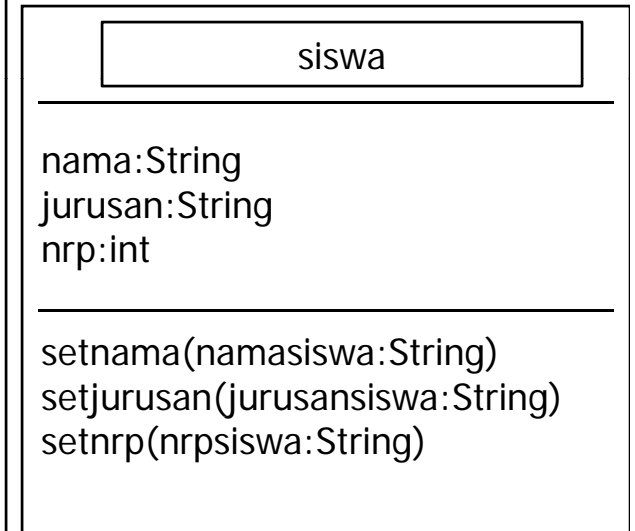 siswa
nama:String
jurusan:String
nrp:int
setnama(namasiswa:String)
setjurusan(jurusansiswa:String)
setnrp(nrpsiswa:String)